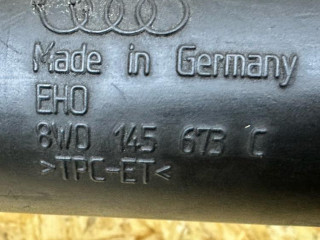 Made in Germany
EHO
8W0 145 673 C
>TPC-ET<